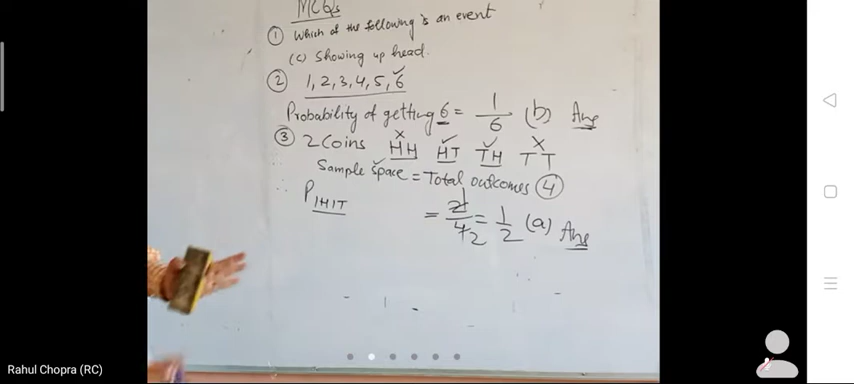 MCQs
① Which of the following is an event
(c) Showing up head.
② 1, 2, 3, 4, 5, 6
Probability of getting 6 = 1/6 (b) Ans
③ 2 Coins HH HT TH TT
Sample space = Total outcomes ④
∴ P1H1T = 2/4 = 1/2 (a) Ans
Rahul Chopra (RC)